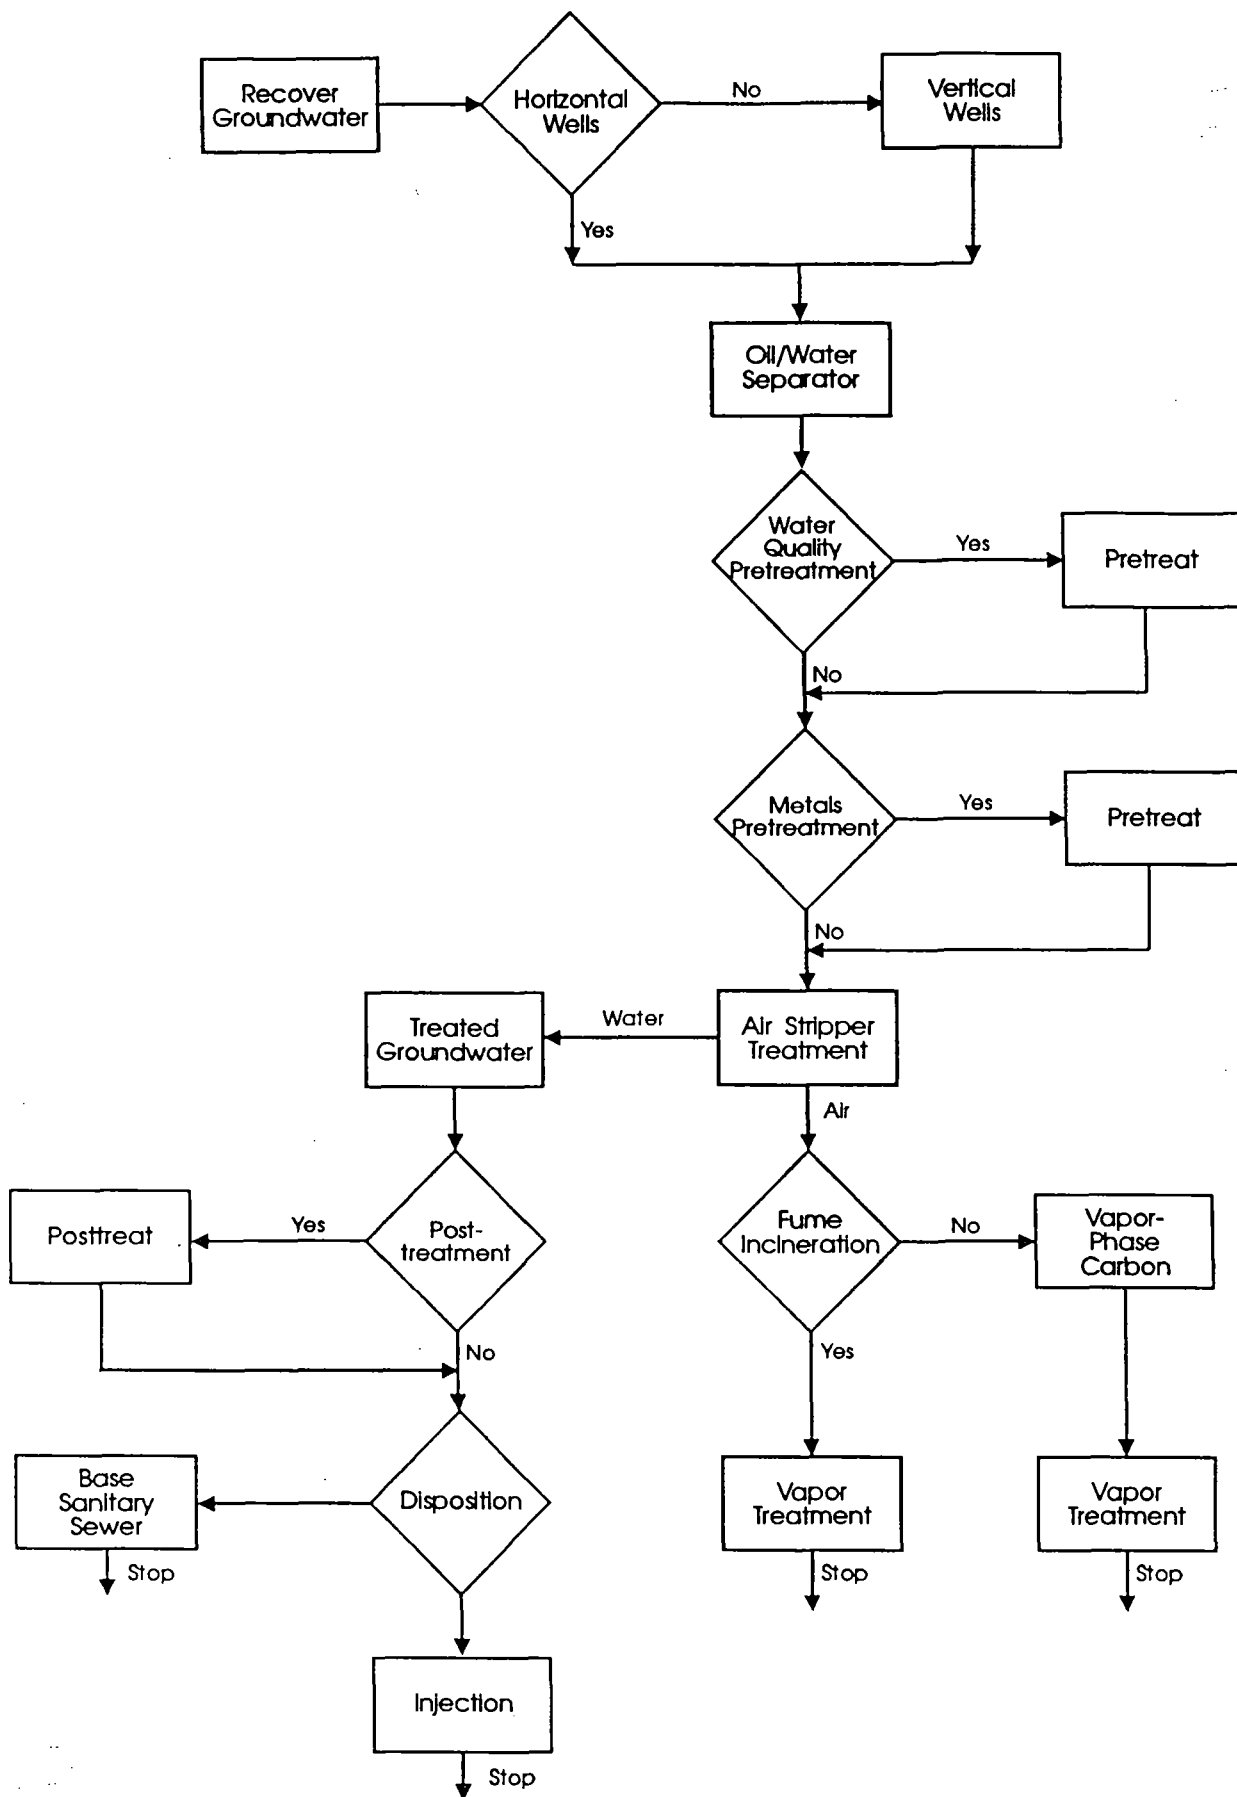 Recover
Groundwater
Horizontal
Wells
No
Vertical
Wells
Yes
Oil/Water
Separator
Water
Quality
Pretreatment
Yes
Pretreat
No
Metals
Pretreatment
Yes
Pretreat
No
Treated
Groundwater
Water
Air Stripper
Treatment
Air
Posttreat
Yes
Post-
treatment
Fume
Incineration
No
Vapor-
Phase
Carbon
No
Yes
Base
Sanitary
Sewer
Disposition
Vapor
Treatment
Vapor
Treatment
Stop
Stop
Stop
Injection
Stop